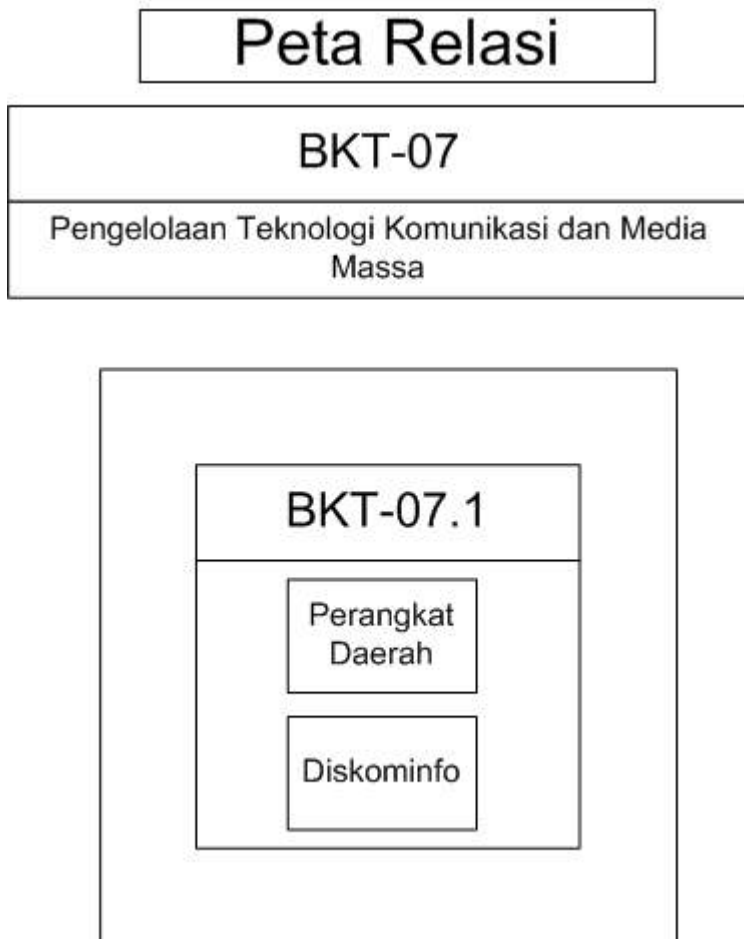 Peta Relasi
BKT-07
Pengelolaan Teknologi Komunikasi dan Media
Massa
BKT-07.1
Perangkat
Daerah
Diskominfo